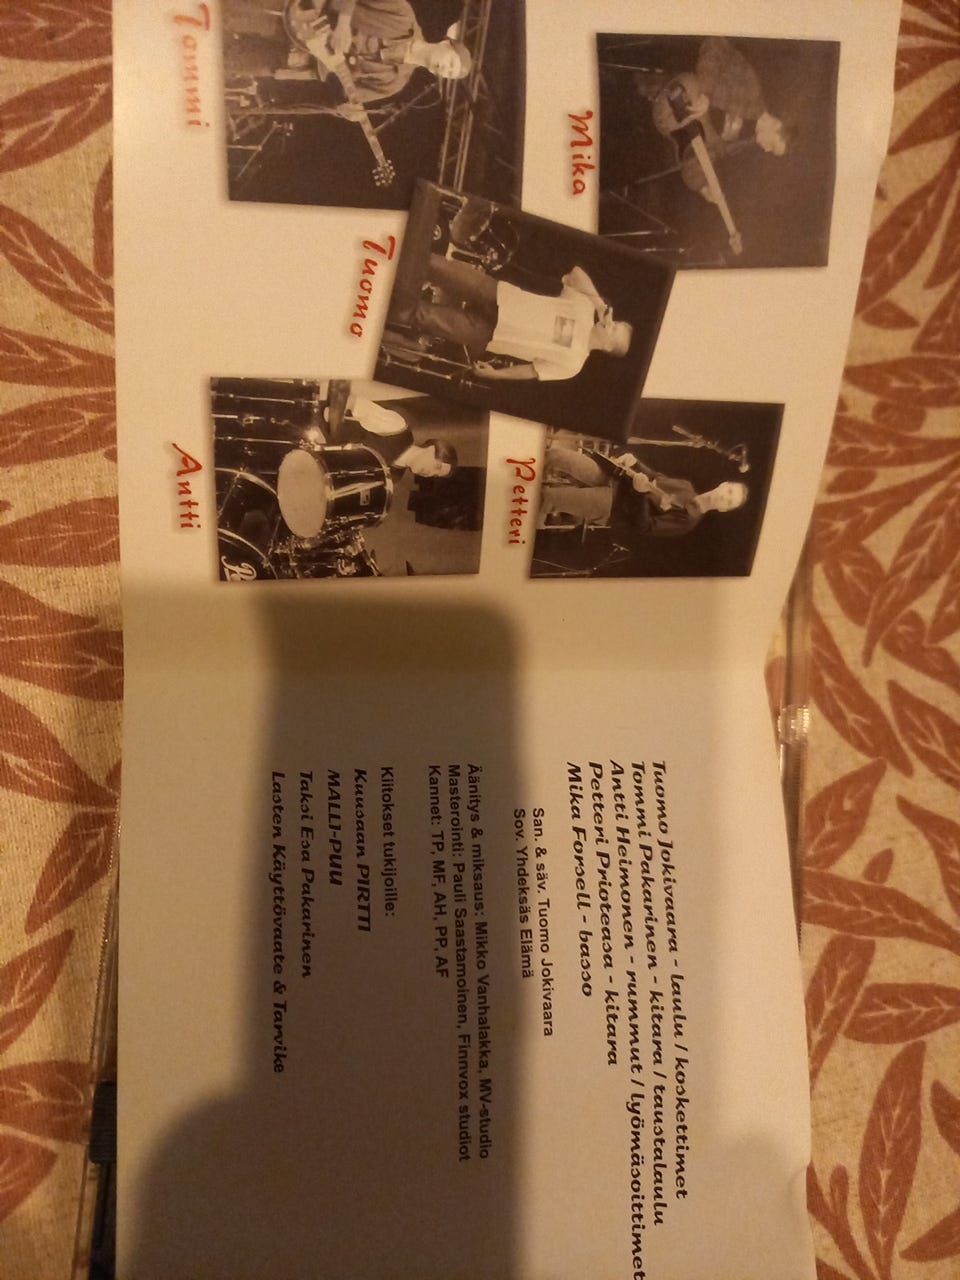 Tommi
Mika
Tuomo
Antti
Petteri
Tuomo Jokivaara - laulu / koskettimet
Tommi Pakarinen - kitara / taustalaulu
Antti Heimonen - rummut / lyömäsoittimet
Petteri Prioteasa - kitara
Mika Forsell - basso
San. & säv. Tuomo Jokivaara
Sov. Yhdeksäs Elämä
Äänitys & miksaus: Mikko Vanhalakka, MV-studio
Masterointi: Pauli Saastamoinen, Finnvox studiot
Kannet: TP, MF, AH, PP, AF
Kiitokset tukijoille:
Kuusaan PIRTTI
MALLI-PUU
Taksi Esa Pakarinen
Lasten Käyttövaate & Tarvike